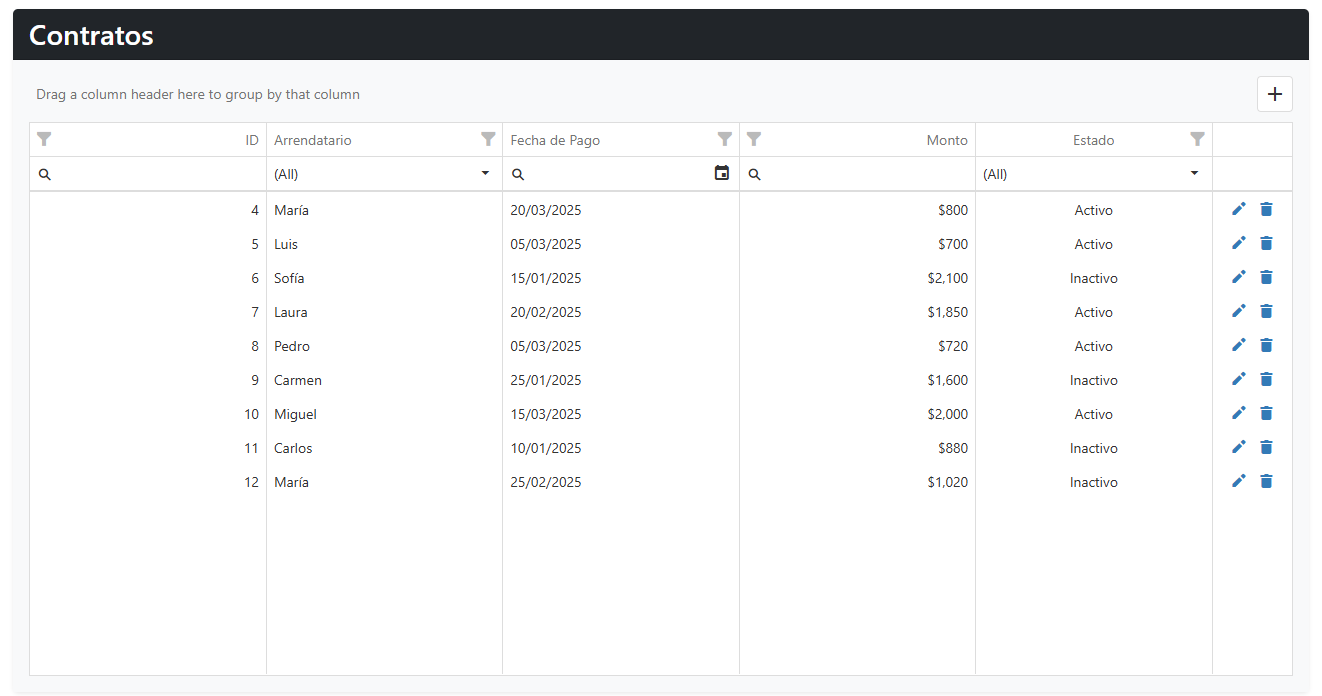 Contratos
Drag a column header here to group by that column
ID Arrendatario Fecha de Pago Monto Estado
(All) (All)
4 María 20/03/2025 $800 Activo
5 Luis 05/03/2025 $700 Activo
6 Sofía 15/01/2025 $2,100 Inactivo
7 Laura 20/02/2025 $1,850 Activo
8 Pedro 05/03/2025 $720 Activo
9 Carmen 25/01/2025 $1,600 Inactivo
10 Miguel 15/03/2025 $2,000 Activo
11 Carlos 10/01/2025 $880 Inactivo
12 María 25/02/2025 $1,020 Inactivo